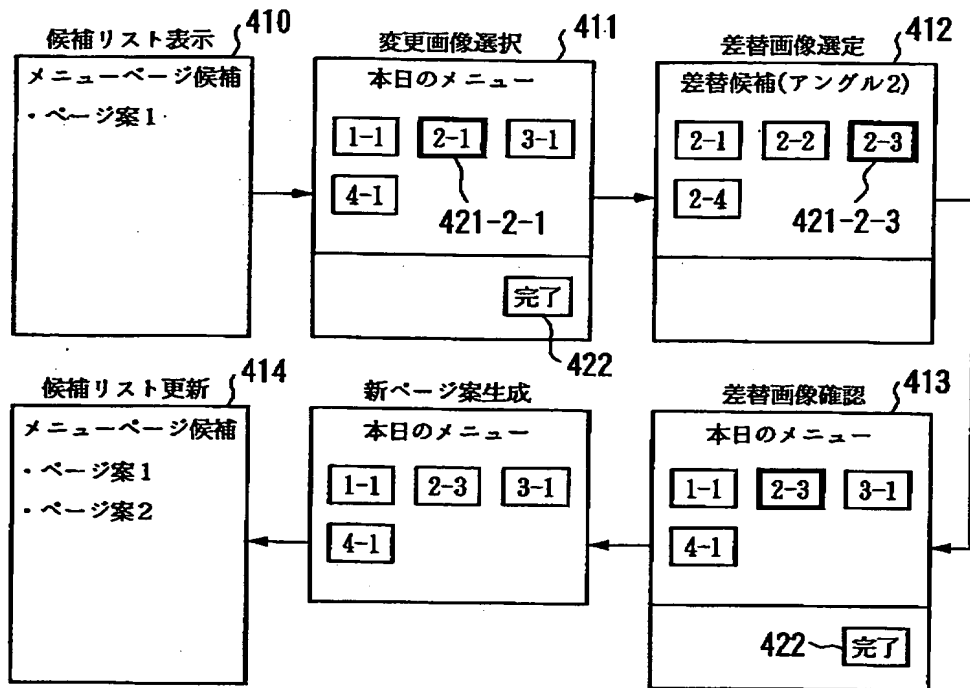 候補リスト表示
410
メニューページ候補
・ページ案1
変更画像選択
411
本日のメニュー
1-1 2-1 3-1
4-1
421-2-1
完了
422
差替画像選定
412
差替候補(アングル2)
2-1 2-2 2-3
2-4
421-2-3
候補リスト更新
414
メニューページ候補
・ページ案1
・ページ案2
新ページ案生成
本日のメニュー
1-1 2-3 3-1
4-1
差替画像確認
413
本日のメニュー
1-1 2-3 3-1
4-1
422
完了